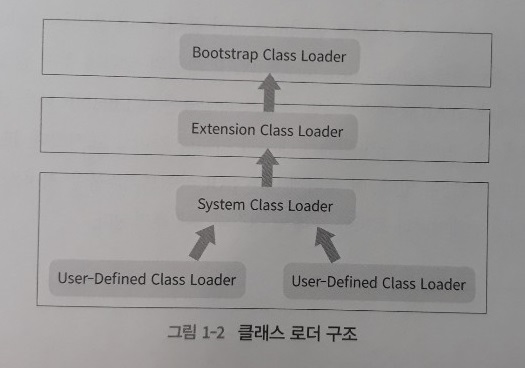 Bootstrap Class Loader
Extension Class Loader
System Class Loader
User-Defined Class Loader
User-Defined Class Loader
그림 1-2 클래스 로더 구조